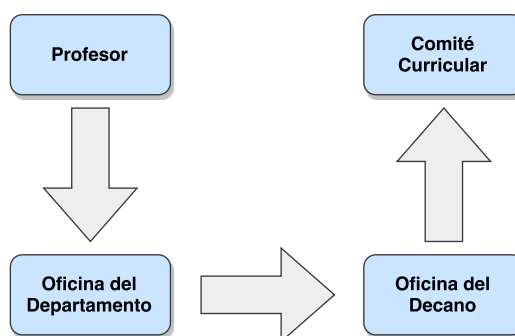 Profesor
Comité
Curricular
Oficina del
Departamento
Oficina del
Decano